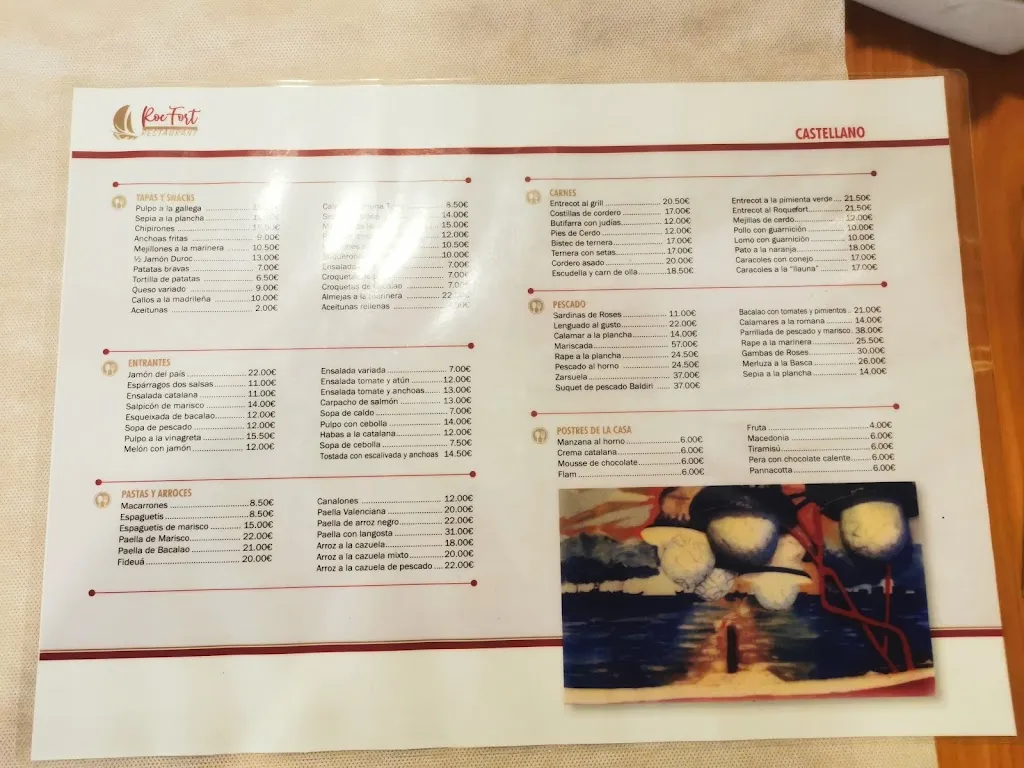 RocFort
RESTAURANT
CASTELLANO
TAPAS Y SNACKS
Pulpo a la gallega
Sepia a la plancha
Chipirones
Anchoas fritas 9.00€
Mejillones a la marinera 10.50€
½ Jamón Duroc 13.00€
Patatas bravas 7.00€
Tortilla de patatas 6.50€
Queso variado 9.00€
Callos a la madrileña 10.00€
Aceitunas 2.00€
8.50€
14.00€
15.00€
12.00€
10.50€
10.00€
Ensalada 7.00€
Croquetas 7.00€
Croquetas de Bacalao 7.00€
Almejas a la marinera
Aceitunas rellenas
ENTRANTES
Jamón del país 22.00€
Espárragos dos salsas 11.00€
Ensalada catalana 11.00€
Salpicón de marisco 14.00€
Esqueixada de bacalao 12.00€
Sopa de pescado 12.00€
Pulpo a la vinagreta 15.50€
Melón con jamón 12.00€
Ensalada variada 7.00€
Ensalada tomate y atún 12.00€
Ensalada tomate y anchoas 13.00€
Carpacho de salmón 13.00€
Sopa de caldo 7.00€
Pulpo con cebolla 14.00€
Habas a la catalana 12.00€
Sopa de cebolla 7.50€
Tostada con escalivada y anchoas 14.50€
PASTAS Y ARROCES
Macarrones 8.50€
Espaguetis 8.50€
Espaguetis de marisco 15.00€
Paella de Marisco 22.00€
Paella de Bacalao 21.00€
Fideuá 20.00€
Canalones 12.00€
Paella Valenciana 20.00€
Paella de arroz negro 22.00€
Paella con langosta 31.00€
Arroz a la cazuela 18.00€
Arroz a la cazuela mixto 20.00€
Arroz a la cazuela de pescado 22.00€
CARNES
Entrecot al grill 20.50€
Costillas de cordero 17.00€
Butifarra con judías 12.00€
Pies de Cerdo 12.00€
Bistec de ternera 17.00€
Ternera con setas 17.00€
Cordero asado 20.00€
Escudella y carn de olla 18.50€
Entrecot a la pimienta verde 21.50€
Entrecot al Roquefort 21.50€
Mejillas de cerdo 12.00€
Pollo con guarnición 10.00€
Lomo con guarnición 10.00€
Pato a la naranja 18.00€
Caracoles con conejo 17.00€
Caracoles a la "llauna" 17.00€
PESCADO
Sardinas de Roses 11.00€
Lenguado al gusto 22.00€
Calamar a la plancha 14.00€
Mariscada 57.00€
Rape a la plancha 24.50€
Pescado al horno 24.50€
Zarsuela 37.00€
Suquet de pescado Baldiri 37.00€
Bacalao con tomates y pimientos 21.00€
Calamares a la romana 14.00€
Parrillada de pescado y marisco 38.00€
Rape a la marinera 25.50€
Gambas de Roses 30.00€
Merluza a la Basca 26.00€
Sepia a la plancha 14.00€
POSTRES DE LA CASA
Manzana al horno 6.00€
Crema catalana 6.00€
Mousse de chocolate 6.00€
Flam 6.00€
Fruta 4.00€
Macedonia 6.00€
Tiramisú 6.00€
Pera con chocolate caliente 6.00€
Pannacotta 6.00€